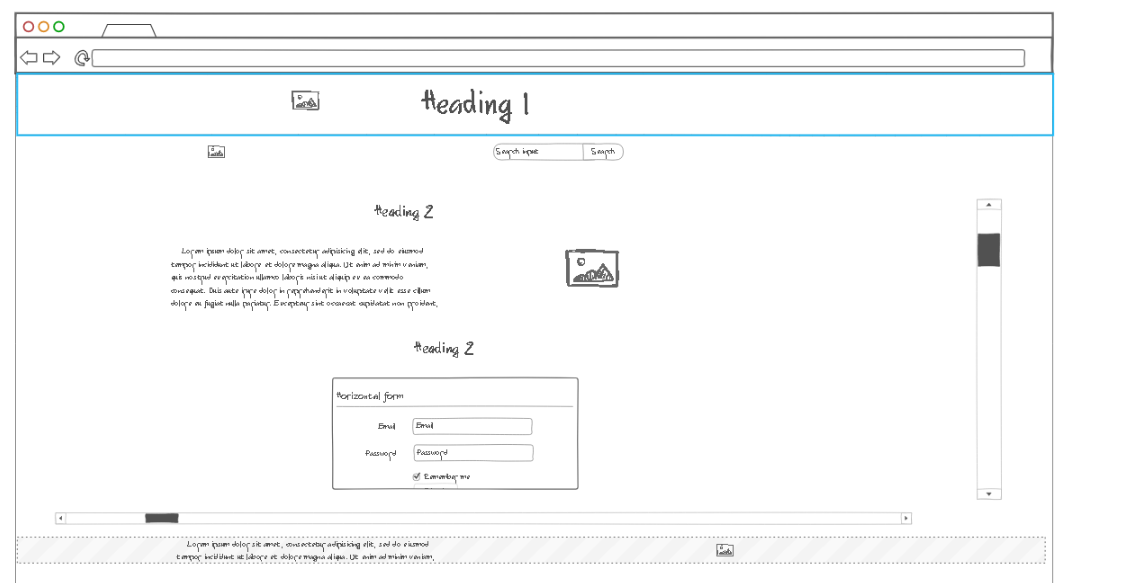 Heading 1
Search input Search
Heading 2
Lorem ipsum dolor sit amet, consectetur adipisicing elit, sed do eiusmod
tempor incididunt ut labore et dolore magna aliqua. Ut enim ad minim veniam,
quis nostrud exercitation ullamco laboris nisi ut aliquip ex ea commodo
consequat. Duis aute irure dolor in reprehenderit in voluptate velit esse cillum
dolore eu fugiat nulla pariatur. Excepteur sint occaecat cupidatat non proident,
Heading 2
Horizontal form
Email Email
Password Password
Remember me
Lorem ipsum dolor sit amet, consectetur adipisicing elit, sed do eiusmod
tempor incididunt ut labore et dolore magna aliqua. Ut enim ad minim veniam,